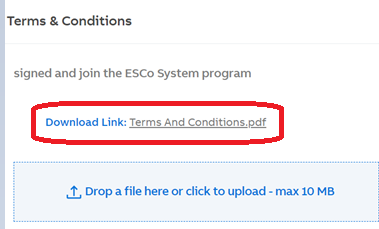 Terms & Conditions
signed and join the ESCo System program
Download Link: Terms And Conditions.pdf
Drop a file here or click to upload - max 10 MB